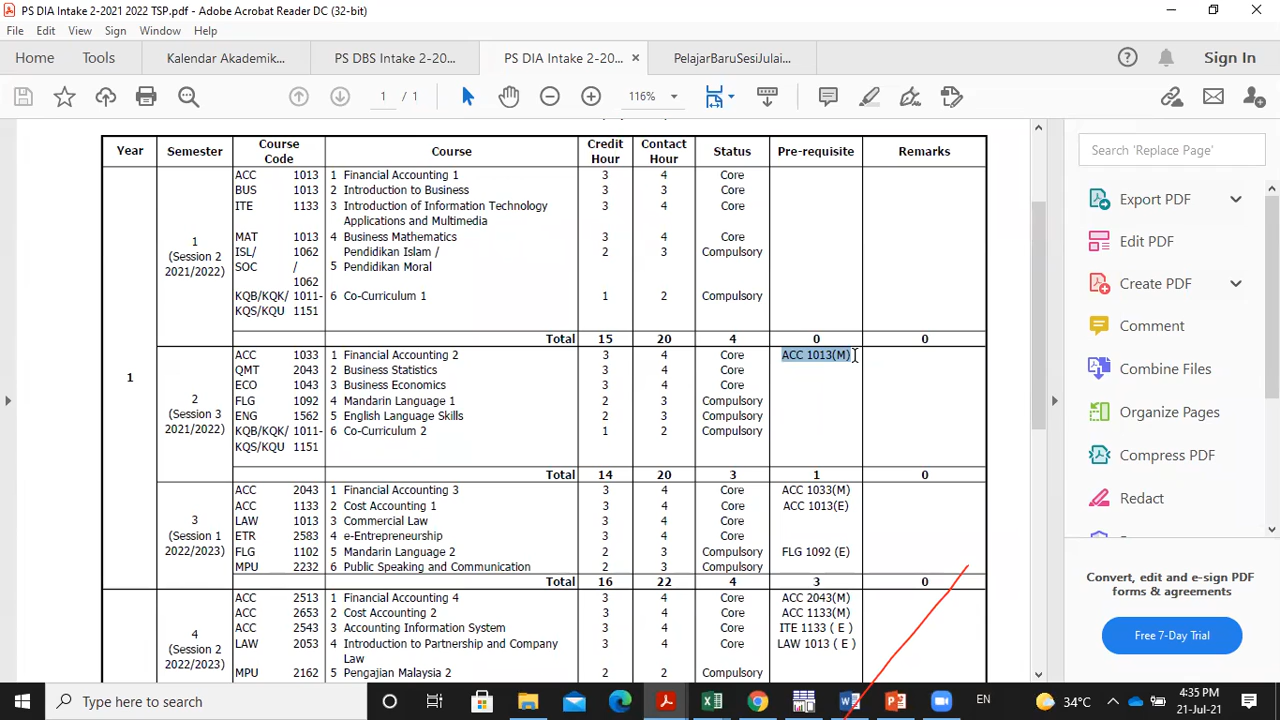 PS DIA Intake 2-2021 2022 TSP.pdf - Adobe Acrobat Reader DC (32-bit)
File Edit View Sign Window Help
Home Tools Kalendar Akademik... PS DBS Intake 2-20... PS DIA Intake 2-20... PelajarBaruSesiJulai... Sign In
1 / 1 116%
Year Semester Course Code Course Credit Hour Contact Hour Status Pre-requisite Remarks
1
1 (Session 2 2021/2022)
ACC 1013 1 Financial Accounting 1 3 4 Core
BUS 1013 2 Introduction to Business 3 3 Core
ITE 1133 3 Introduction of Information Technology 3 4 Core
Applications and Multimedia
MAT 1013 4 Business Mathematics 3 4 Core
ISL/ 1062 Pendidikan Islam / 2 3 Compulsory
SOC / 5 Pendidikan Moral
1062
KQB/KQK/ 1011- 6 Co-Curriculum 1 1 2 Compulsory
KQS/KQU 1151
Total 15 20 4 0 0
2 (Session 3 2021/2022)
ACC 1033 1 Financial Accounting 2 3 4 Core ACC 1013(M)
QMT 2043 2 Business Statistics 3 4 Core
ECO 1043 3 Business Economics 3 4 Core
FLG 1092 4 Mandarin Language 1 2 3 Compulsory
ENG 1562 5 English Language Skills 2 3 Compulsory
KQB/KQK/ 1011- 6 Co-Curriculum 2 1 2 Compulsory
KQS/KQU 1151
Total 14 20 3 1 0
3 (Session 1 2022/2023)
ACC 2043 1 Financial Accounting 3 3 4 Core ACC 1033(M)
ACC 1133 2 Cost Accounting 1 3 4 Core ACC 1013(E)
LAW 1013 3 Commercial Law 3 4 Core
ETR 2583 4 e-Entrepreneurship 3 4 Core
FLG 1102 5 Mandarin Language 2 2 3 Compulsory FLG 1092 (E)
MPU 2232 6 Public Speaking and Communication 2 3 Compulsory
Total 16 22 4 3 0
4 (Session 2 2022/2023)
ACC 2513 1 Financial Accounting 4 3 4 Core ACC 2043(M)
ACC 2653 2 Cost Accounting 2 3 4 Core ACC 1133(M)
ACC 2543 3 Accounting Information System 3 4 Core ITE 1133 ( E )
LAW 2053 4 Introduction to Partnership and Company 3 4 Core LAW 1013 ( E )
Law
MPU 2162 5 Pengajian Malaysia 2 2 2 Compulsory
Search 'Replace Page'
Export PDF
Edit PDF
Create PDF
Comment
Combine Files
Organize Pages
Compress PDF
Redact
Convert, edit and e-sign PDF
forms & agreements
Free 7-Day Trial
Type here to search
34°C
EN
4:35 PM
21-Jul-21